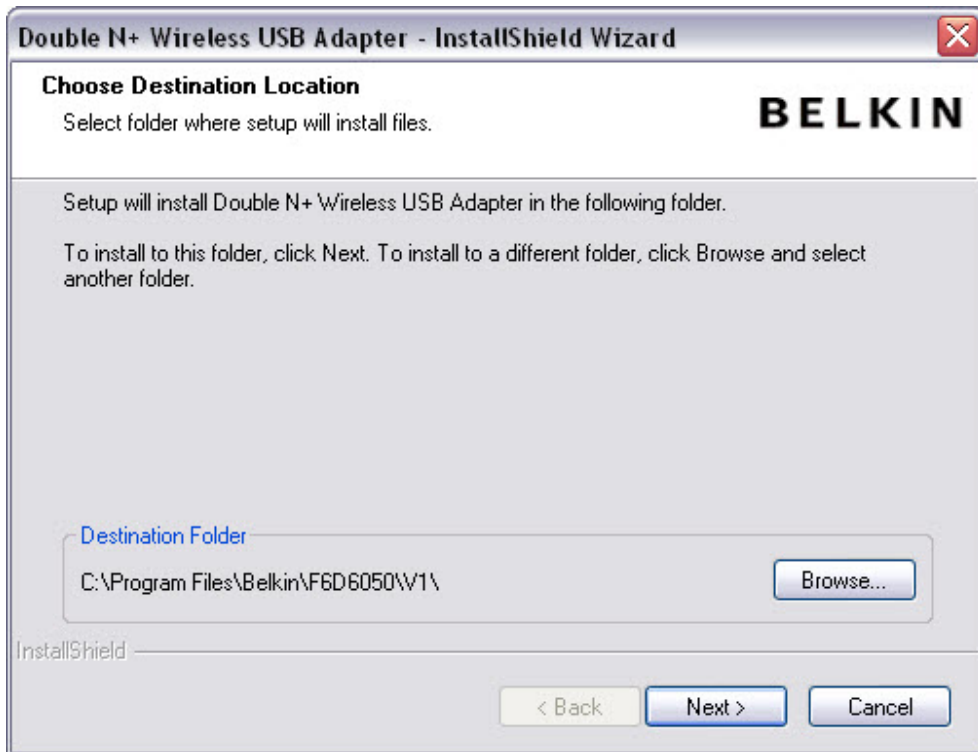 Double N+ Wireless USB Adapter - InstallShield Wizard
Choose Destination Location
Select folder where setup will install files.
BELKIN
Setup will install Double N+ Wireless USB Adapter in the following folder.
To install to this folder, click Next. To install to a different folder, click Browse and select
another folder.
Destination Folder
C:\Program Files\Belkin\F6D6050\V1\
Browse...
InstallShield
< Back
Next >
Cancel